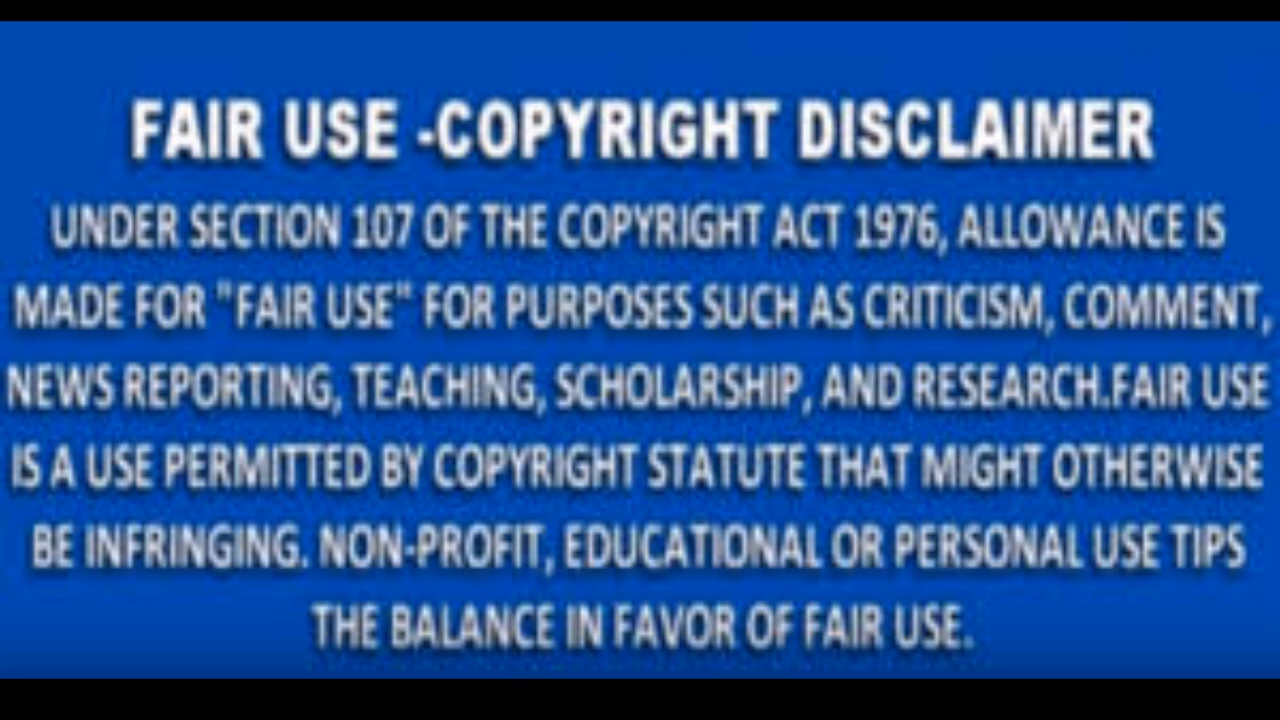 FAIR USE -COPYRIGHT DISCLAIMER
UNDER SECTION 107 OF THE COPYRIGHT ACT 1976, ALLOWANCE IS
MADE FOR "FAIR USE" FOR PURPOSES SUCH AS CRITICISM, COMMENT,
NEWS REPORTING, TEACHING, SCHOLARSHIP, AND RESEARCH.FAIR USE
IS A USE PERMITTED BY COPYRIGHT STATUTE THAT MIGHT OTHERWISE
BE INFRINGING. NON-PROFIT, EDUCATIONAL OR PERSONAL USE TIPS
THE BALANCE IN FAVOR OF FAIR USE.